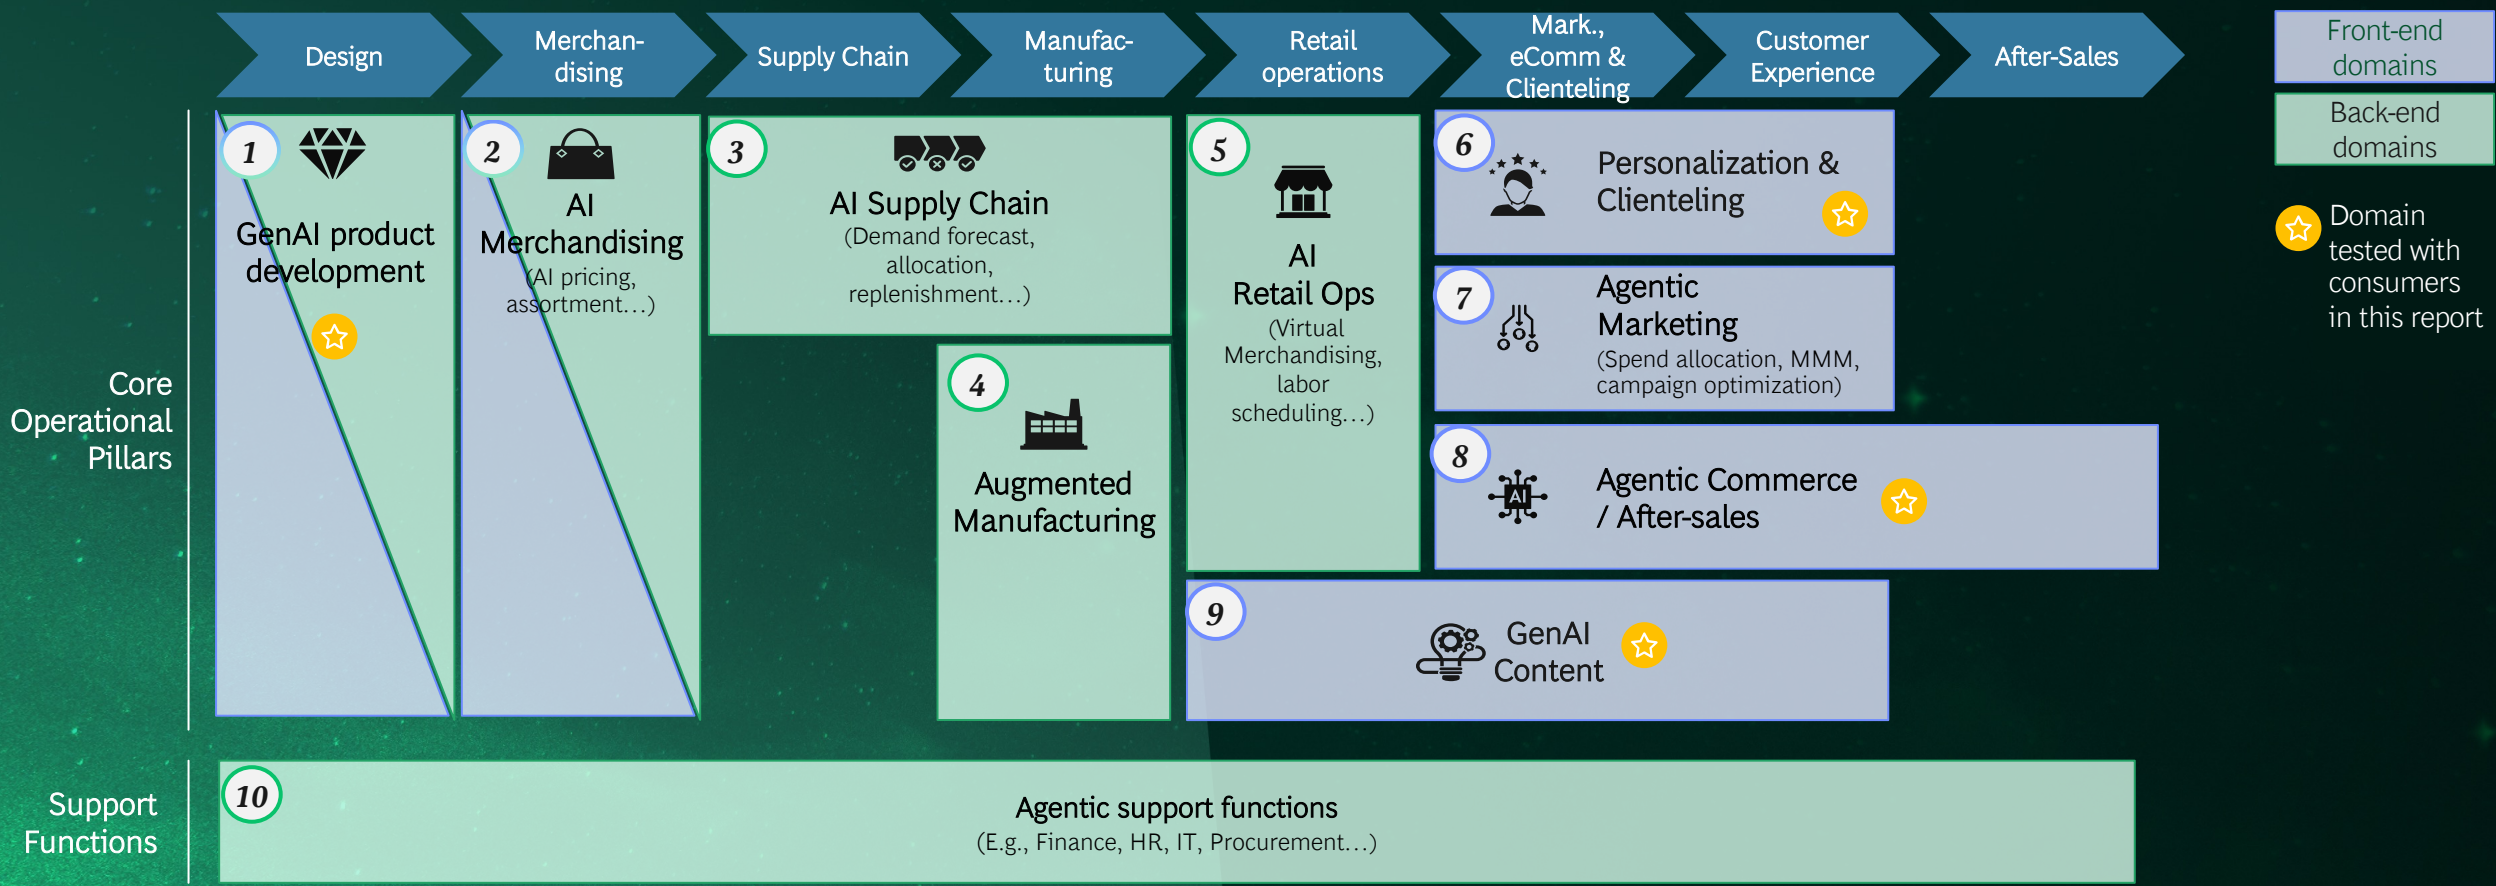 Design
Merchan-
dising
Supply Chain
Manufac-
turing
Retail
operations
Mark.,
eComm &
Clienteling
Customer
Experience
After-Sales
Front-end
domains
Back-end
domains
Domain
tested with
consumers
in this report
Core
Operational
Pillars
1
GenAI product
development
2
AI
Merchandising
(AI pricing,
assortment...)
3
AI Supply Chain
(Demand forecast,
allocation,
replenishment...)
4
Augmented
Manufacturing
5
AI
Retail Ops
(Virtual
Merchandising,
labor
scheduling...)
6
Personalization &
Clienteling
7
Agentic
Marketing
(Spend allocation, MMM,
campaign optimization)
8
AI
Agentic Commerce
/ After-sales
9
GenAI
Content
Support
Functions
10
Agentic support functions
(E.g., Finance, HR, IT, Procurement...)